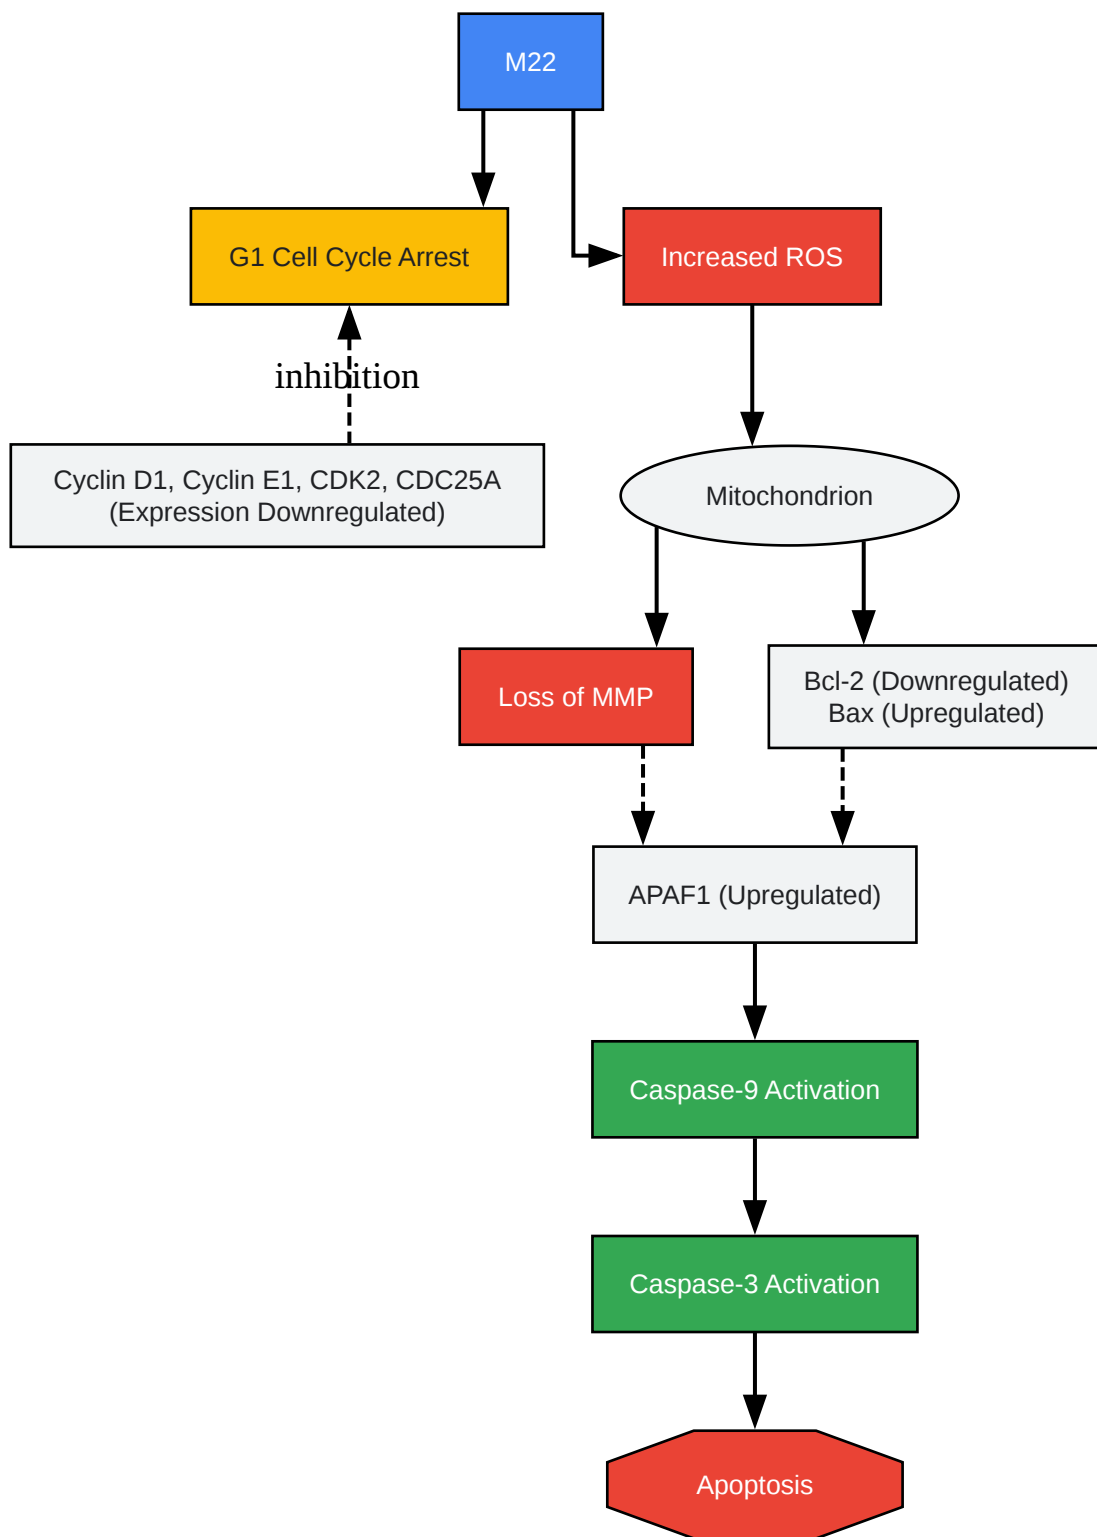 M22
G1 Cell Cycle Arrest
Increased ROS
inhibition
Cyclin D1, Cyclin E1, CDK2, CDC25A
(Expression Downregulated)
Mitochondrion
Loss of MMP
Bcl-2 (Downregulated)
Bax (Upregulated)
APAF1 (Upregulated)
Caspase-9 Activation
Caspase-3 Activation
Apoptosis